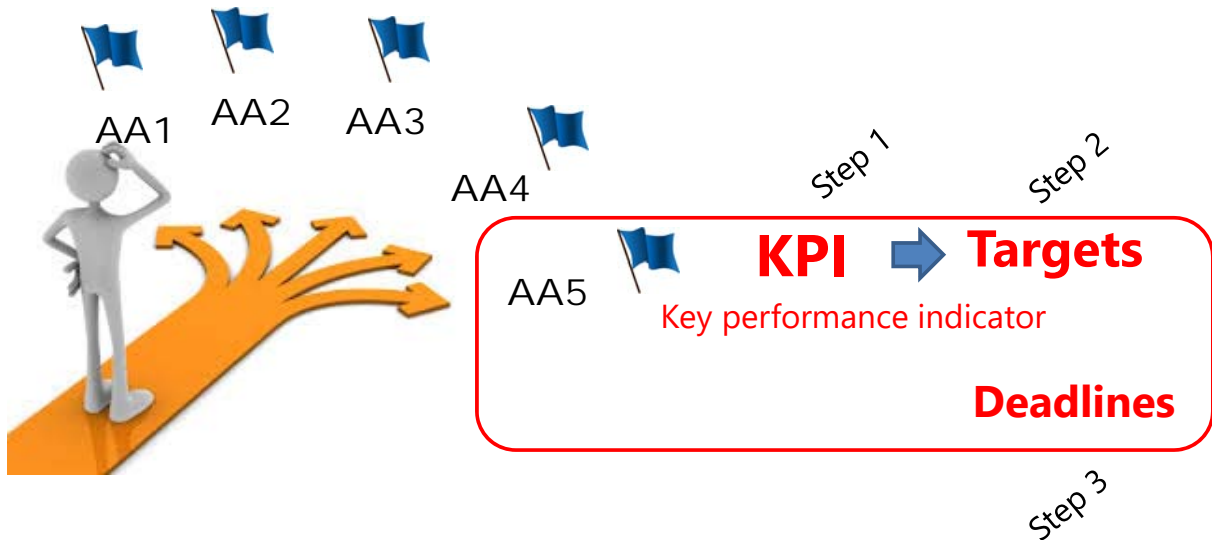 AA1
AA2
AA3
AA4
Step 1
Step 2
AA5
KPI
Targets
Key performance indicator
Deadlines
Step 3